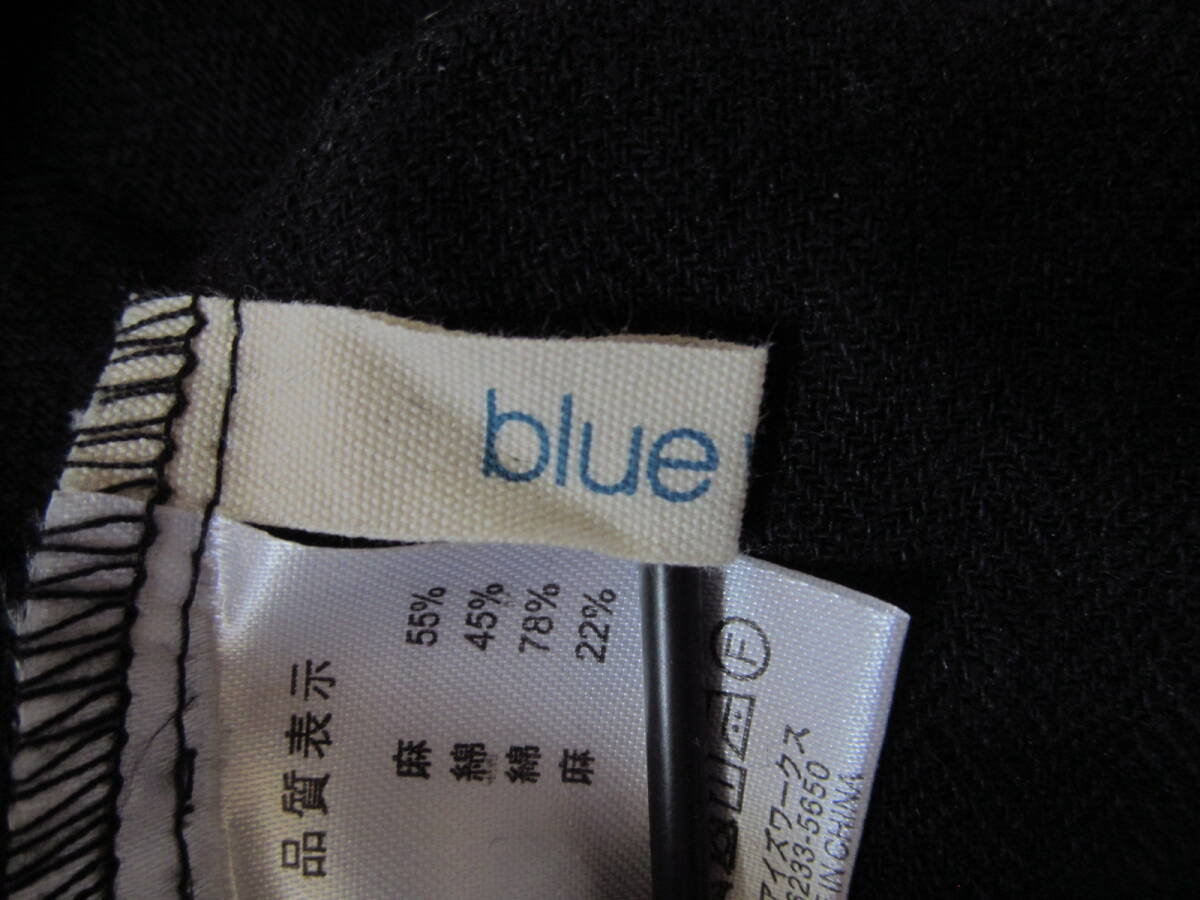 blue
品質表示
麻 55%
綿 45%
綿 78%
麻 22%
F
アイズワークス
6233-5650
IN CHINA